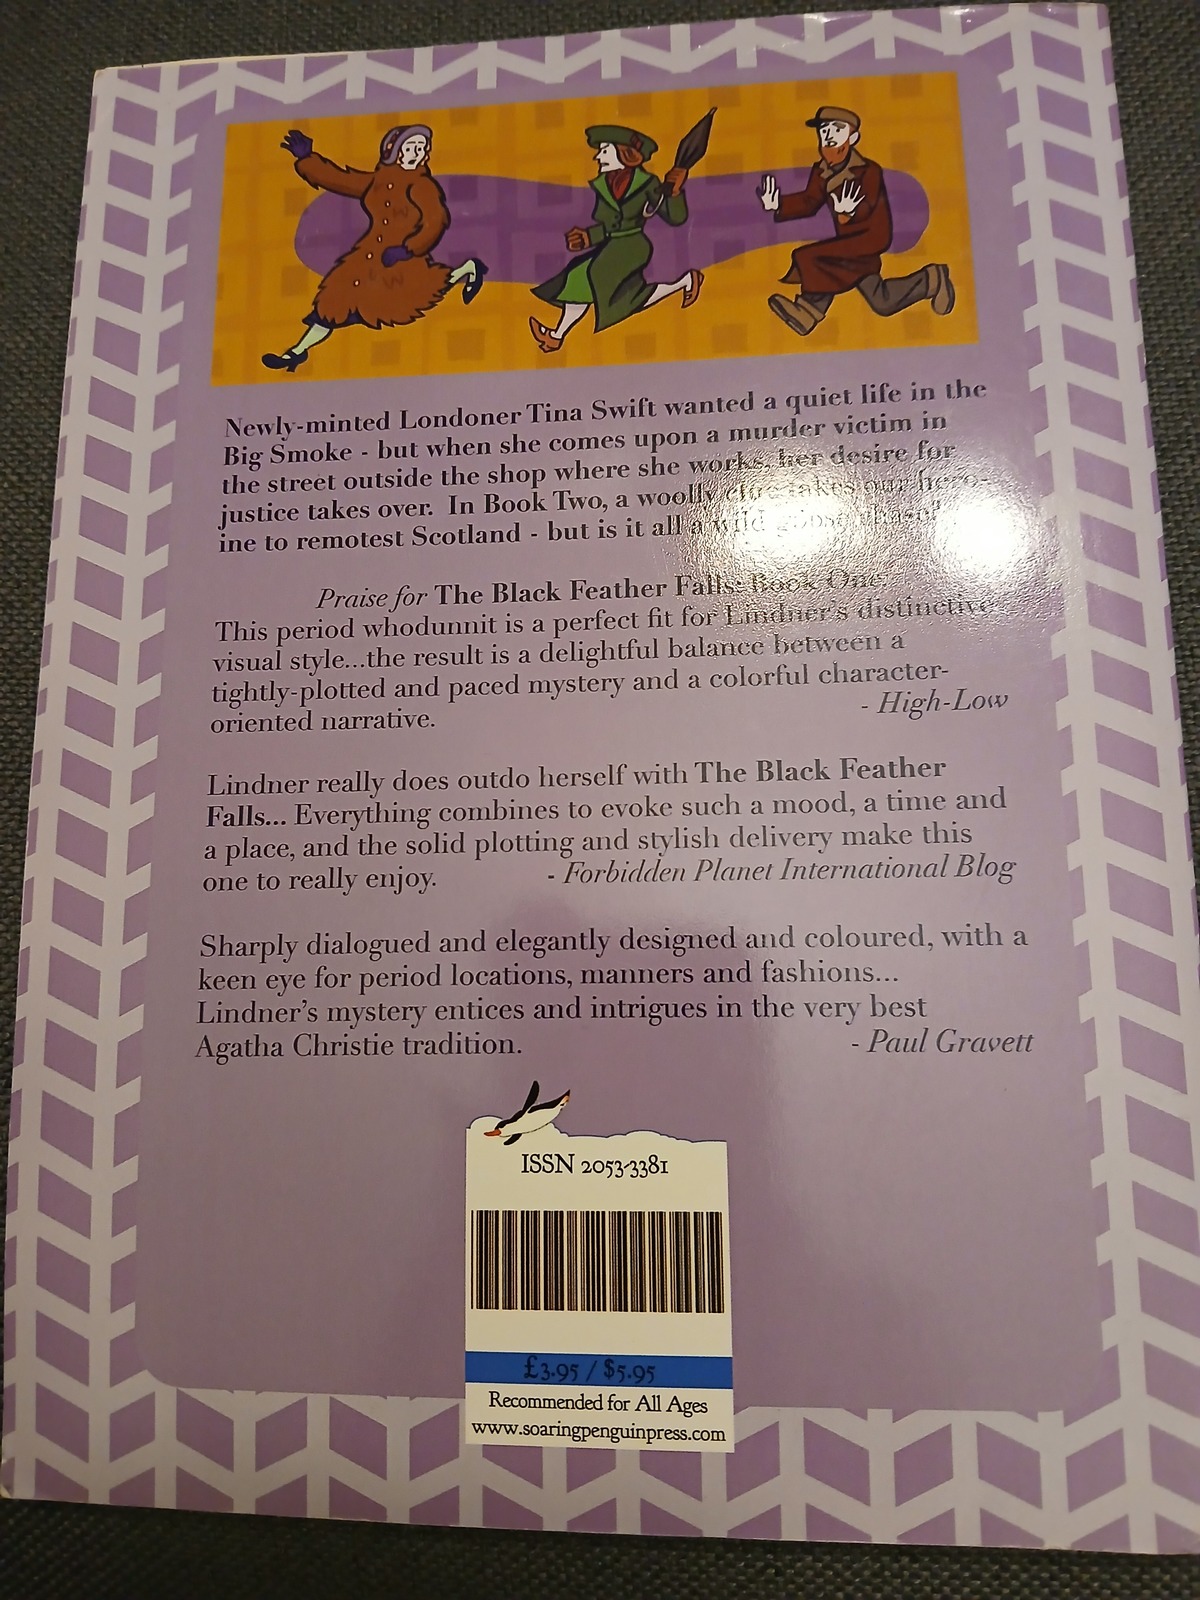 Newly-minted Londoner Tina Swift wanted a quiet life in the
Big Smoke - but when she comes upon a murder victim in
the street outside the shop where she works, her desire for
justice takes over. In Book Two, a woolly clue takes our hero-
ine to remotest Scotland - but is it all a wild goose chase?
Praise for The Black Feather Falls: Book One
This period whodunnit is a perfect fit for Lindner's distinctive
visual style...the result is a delightful balance between a
tightly-plotted and paced mystery and a colorful character-
oriented narrative.
- High-Low
Lindner really does outdo herself with The Black Feather
Falls... Everything combines to evoke such a mood, a time and
a place, and the solid plotting and stylish delivery make this
one to really enjoy. - Forbidden Planet International Blog
Sharply dialogued and elegantly designed and coloured, with a
keen eye for period locations, manners and fashions...
Lindner's mystery entices and intrigues in the very best
Agatha Christie tradition. - Paul Gravett
ISSN 2053-3381
£3.95 / $5.95
Recommended for All Ages
www.soaringpenguinpress.com